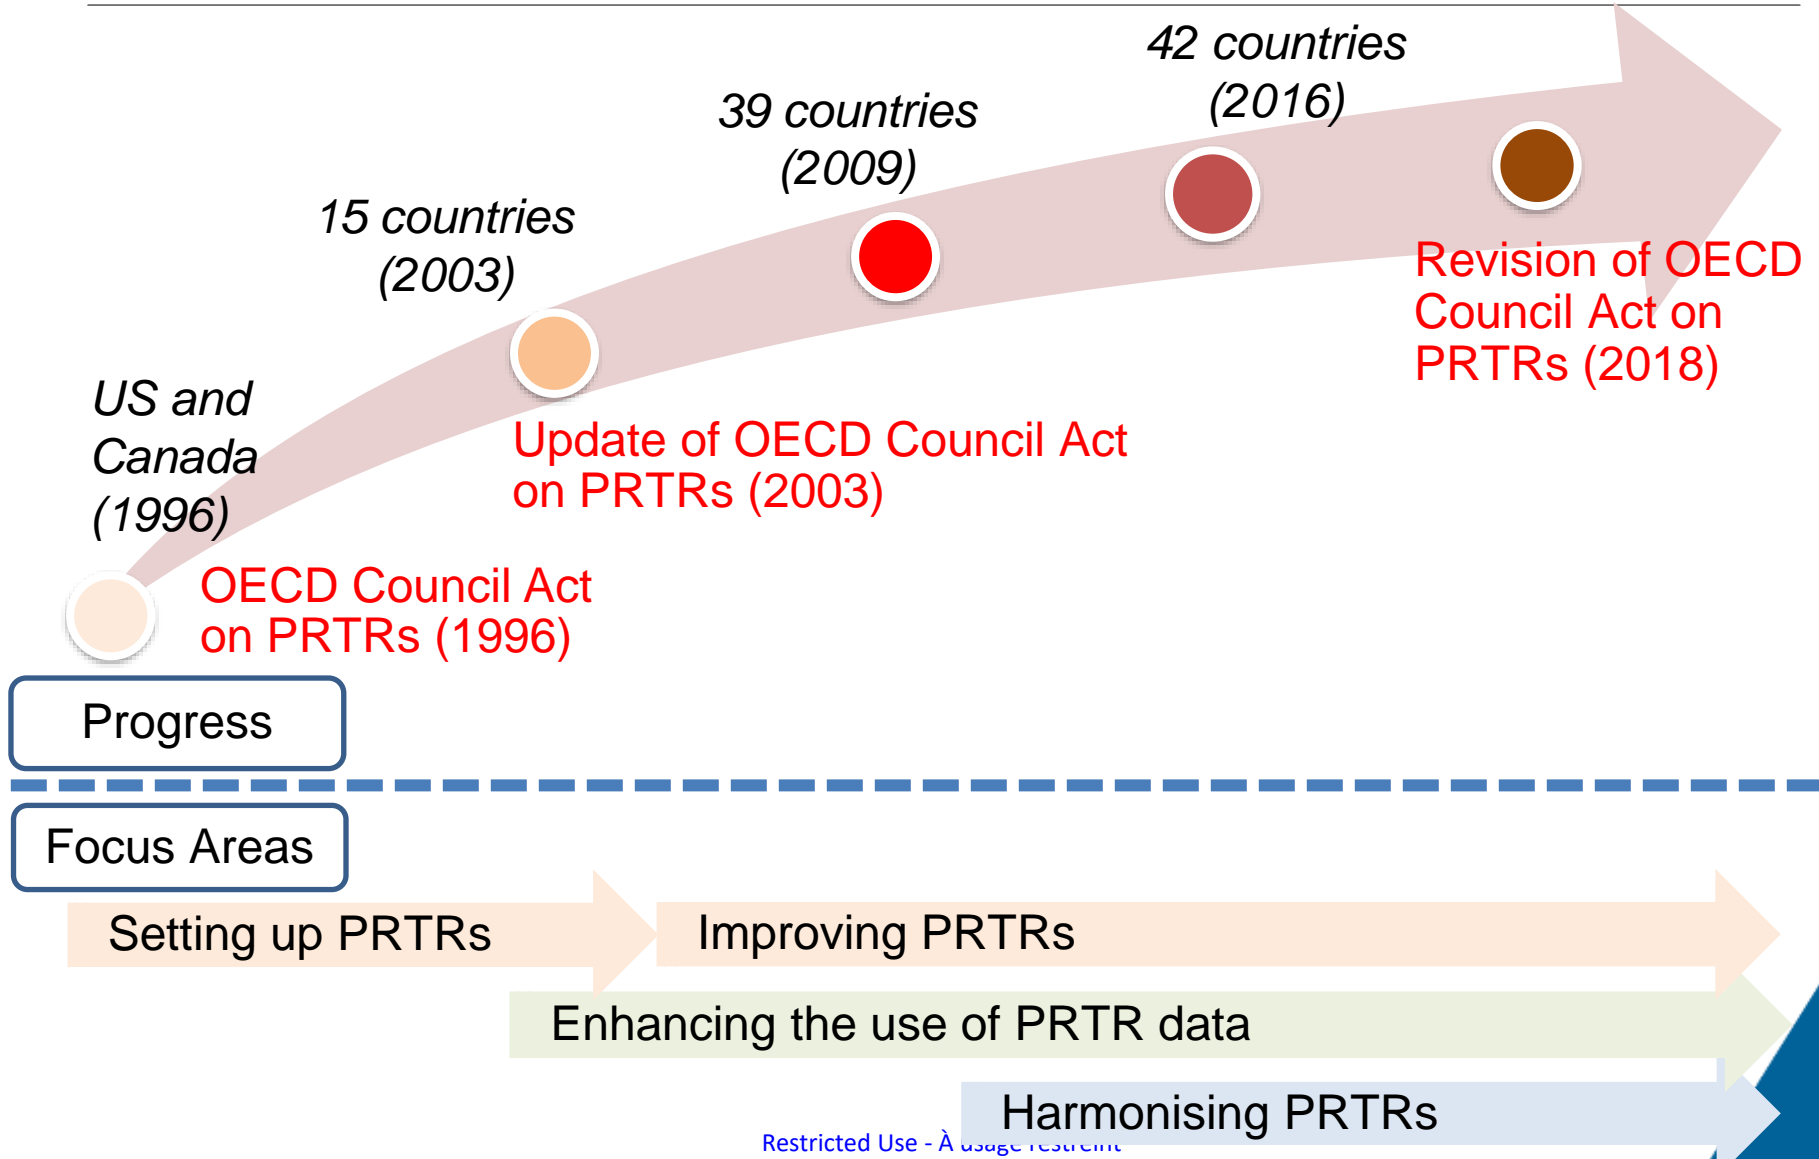 42 countries
(2016)
39 countries
(2009)
15 countries
(2003)
US and
Canada
(1996)
Revision of OECD
Council Act on
PRTRs (2018)
Update of OECD Council Act
on PRTRs (2003)
OECD Council Act
on PRTRs (1996)
Progress
Focus Areas
Setting up PRTRs
Improving PRTRs
Enhancing the use of PRTR data
Harmonising PRTRs
Restricted Use - À usage restreint